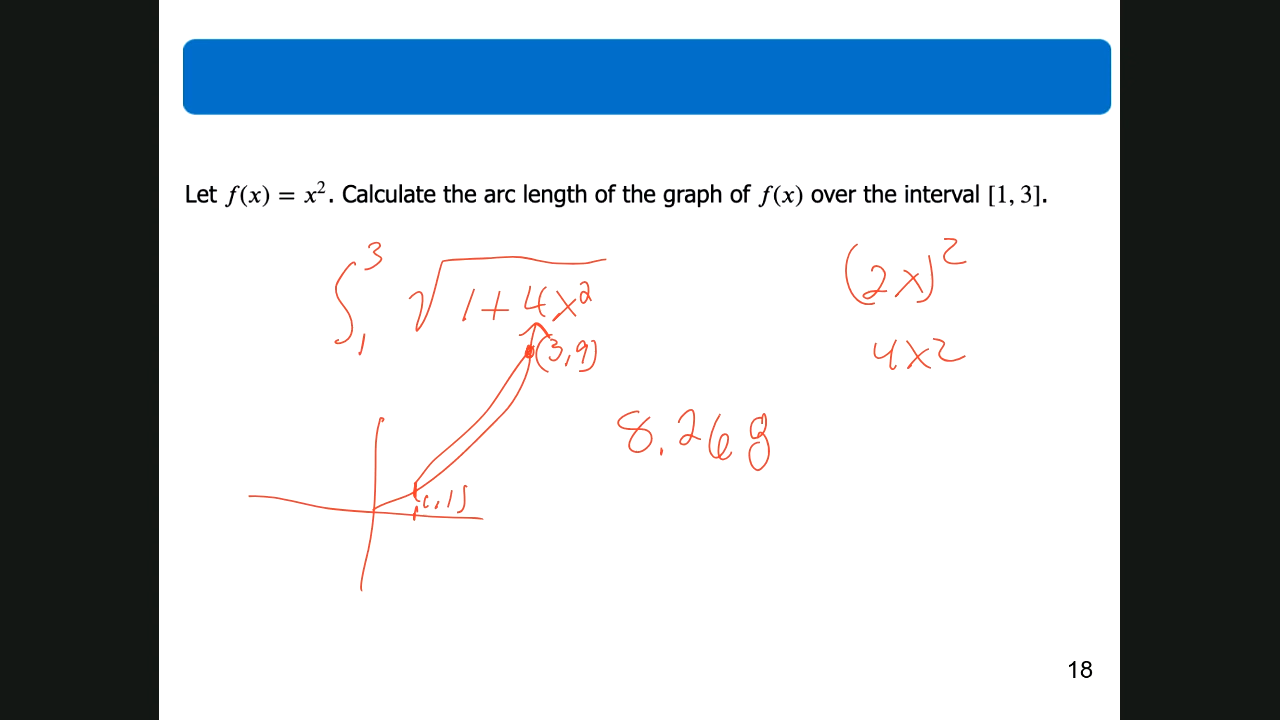 Let f(x) = x². Calculate the arc length of the graph of f(x) over the interval [1, 3].
∫₁³ √(1+4x²)
(2x)²
4x2
(3,9)
8.268
(1,1)
18